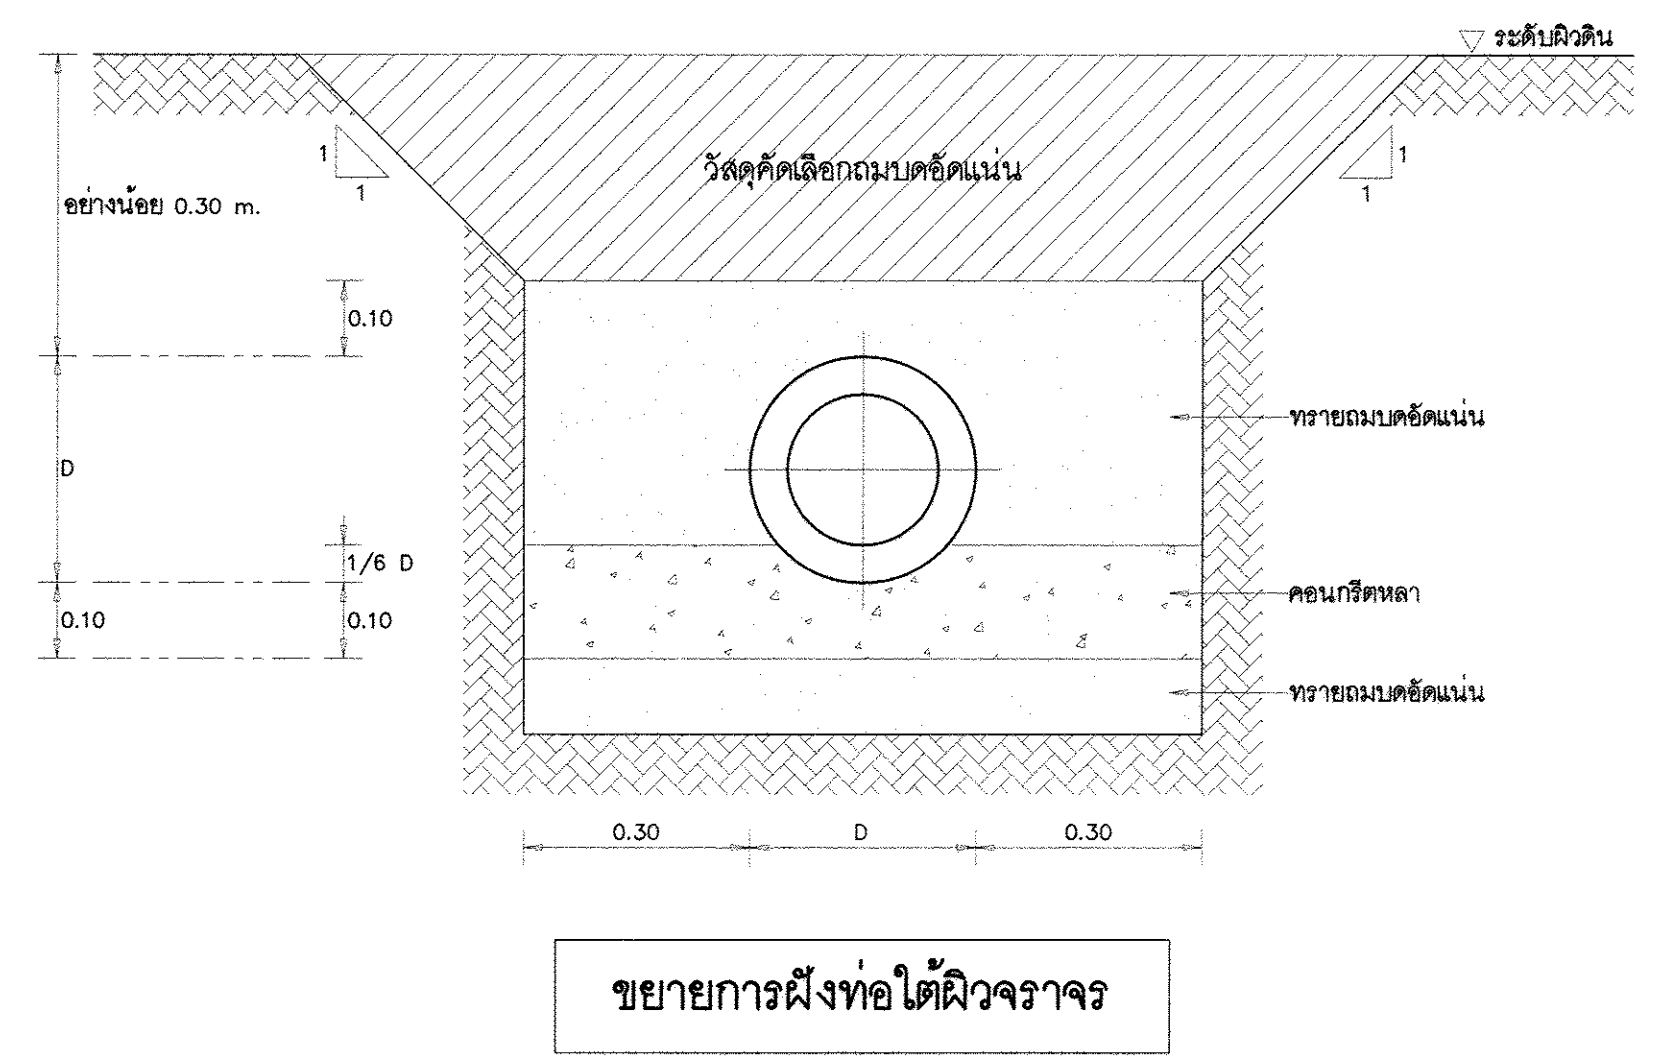 ระดับผิวดิน
วัสดุคัดเลือกถมบดอัดแน่น
1
1
1
1
อย่างน้อย 0.30 m.
0.10
ทรายถมบดอัดแน่น
D
1/6 D
คอนกรีตหลา
0.10
0.10
ทรายถมบดอัดแน่น
0.30
D
0.30
ขยายการฝังท่อใต้ผิวจราจร